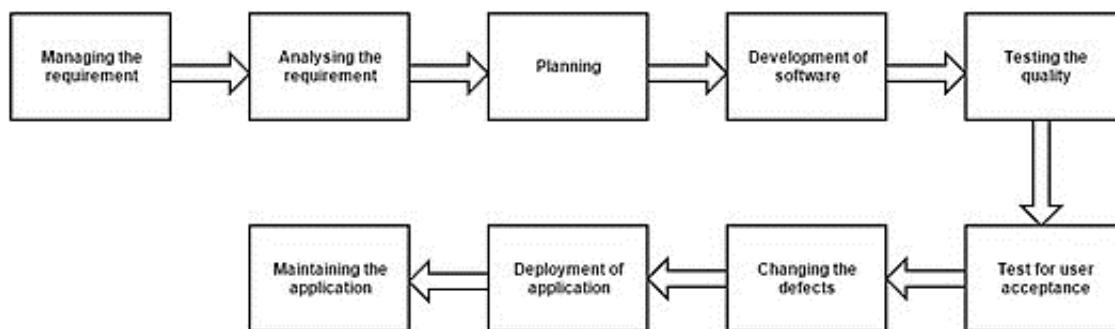 Managing the
requirement
Analysing the
requirement
Planning
Development of
software
Testing the
quality
Test for user
acceptance
Changing the
defects
Deployment of
application
Maintaining the
application